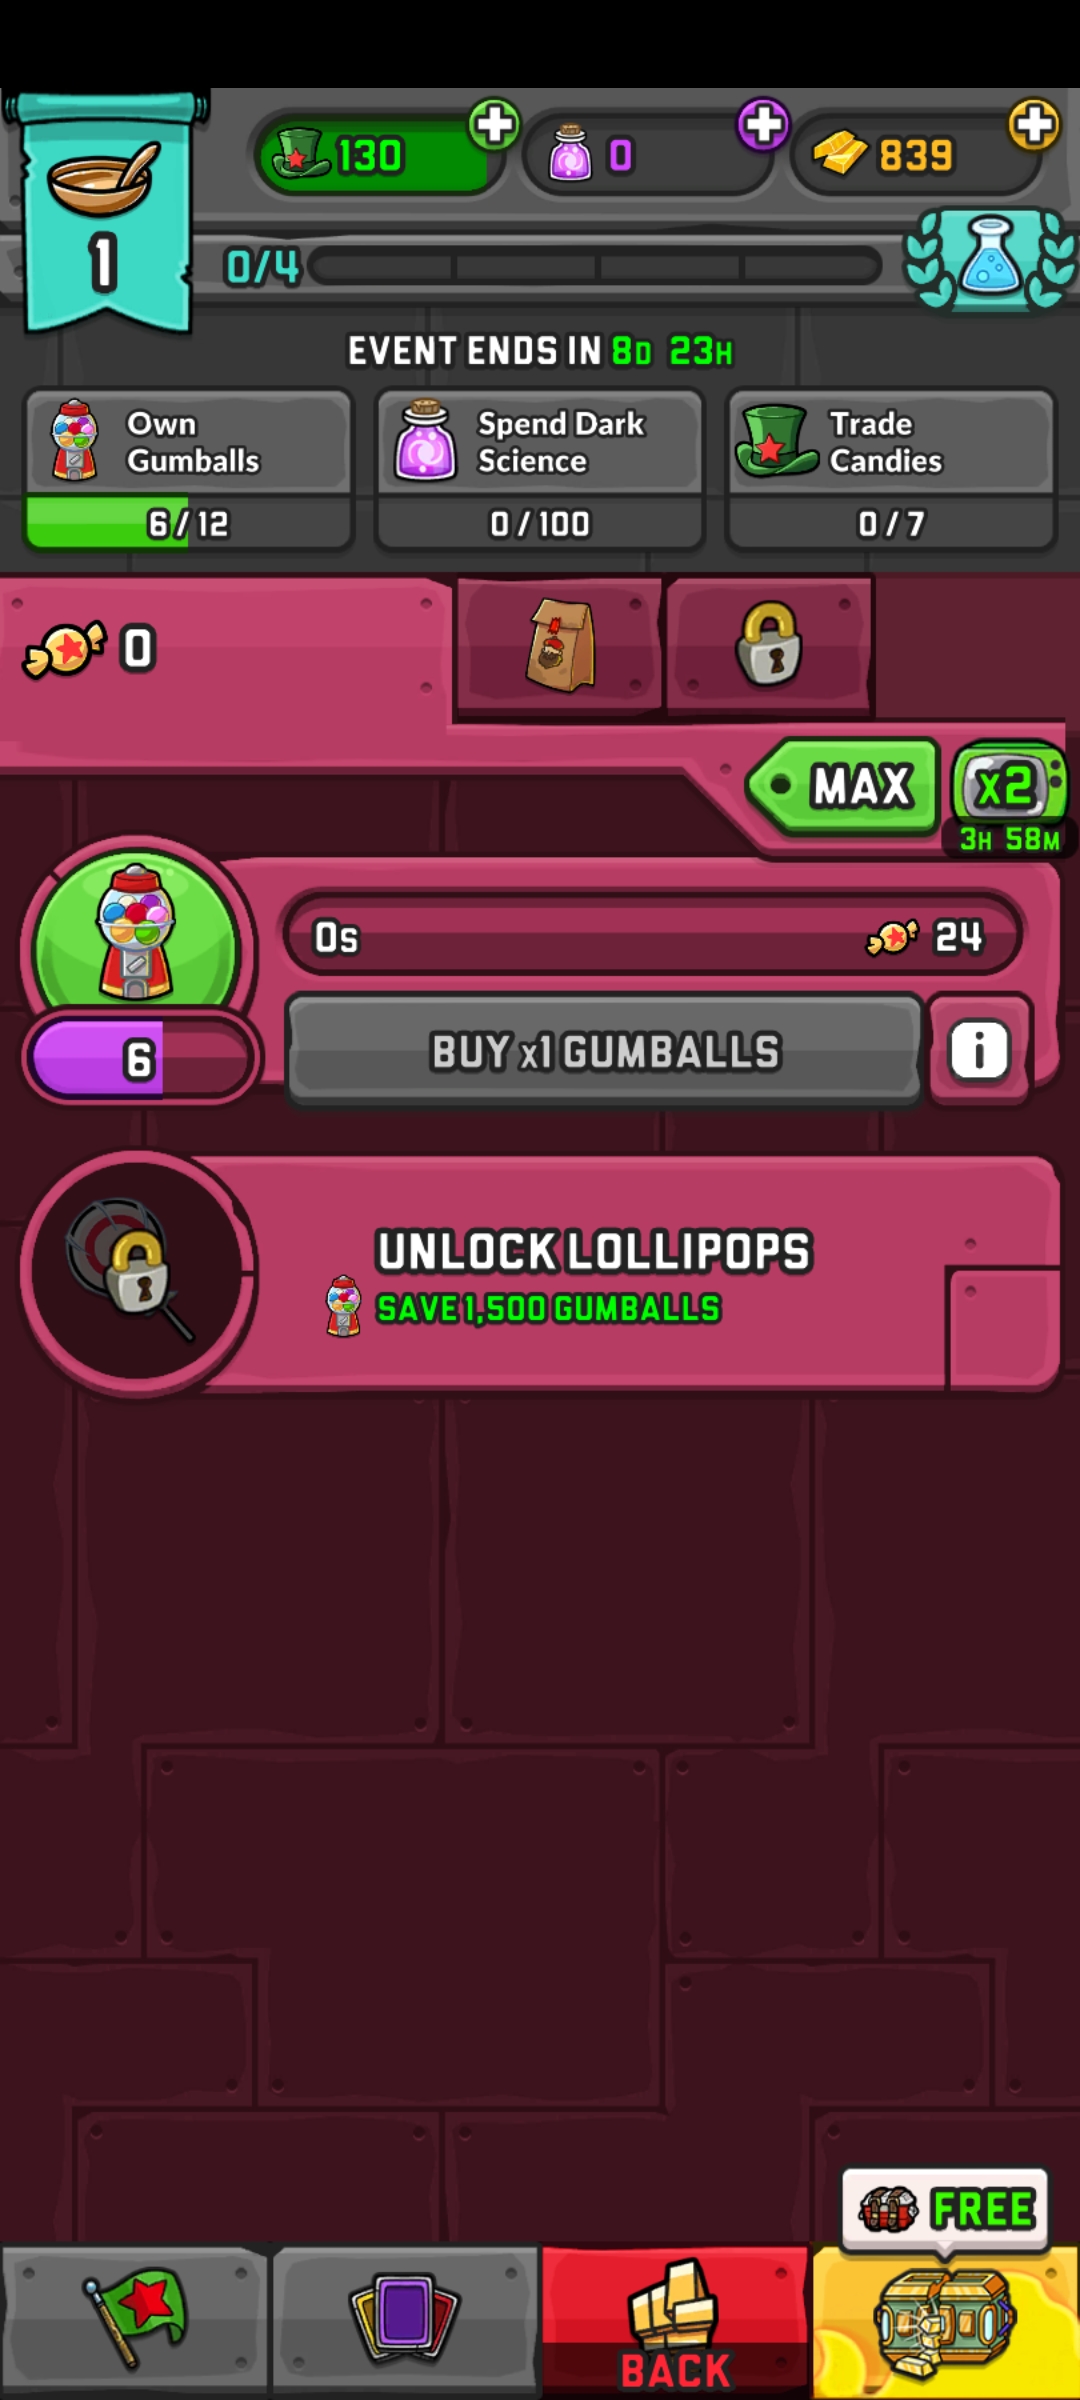 130
0
839
1
0/4
EVENT ENDS IN 8D 23H
Own
Gumballs
6/12
Spend Dark
Science
0/100
Trade
Candies
0/7
0
MAX
x2
3H 58M
0s
24
6
BUY x1 GUMBALLS
i
UNLOCK LOLLIPOPS
SAVE 1,500 GUMBALLS
FREE
BACK